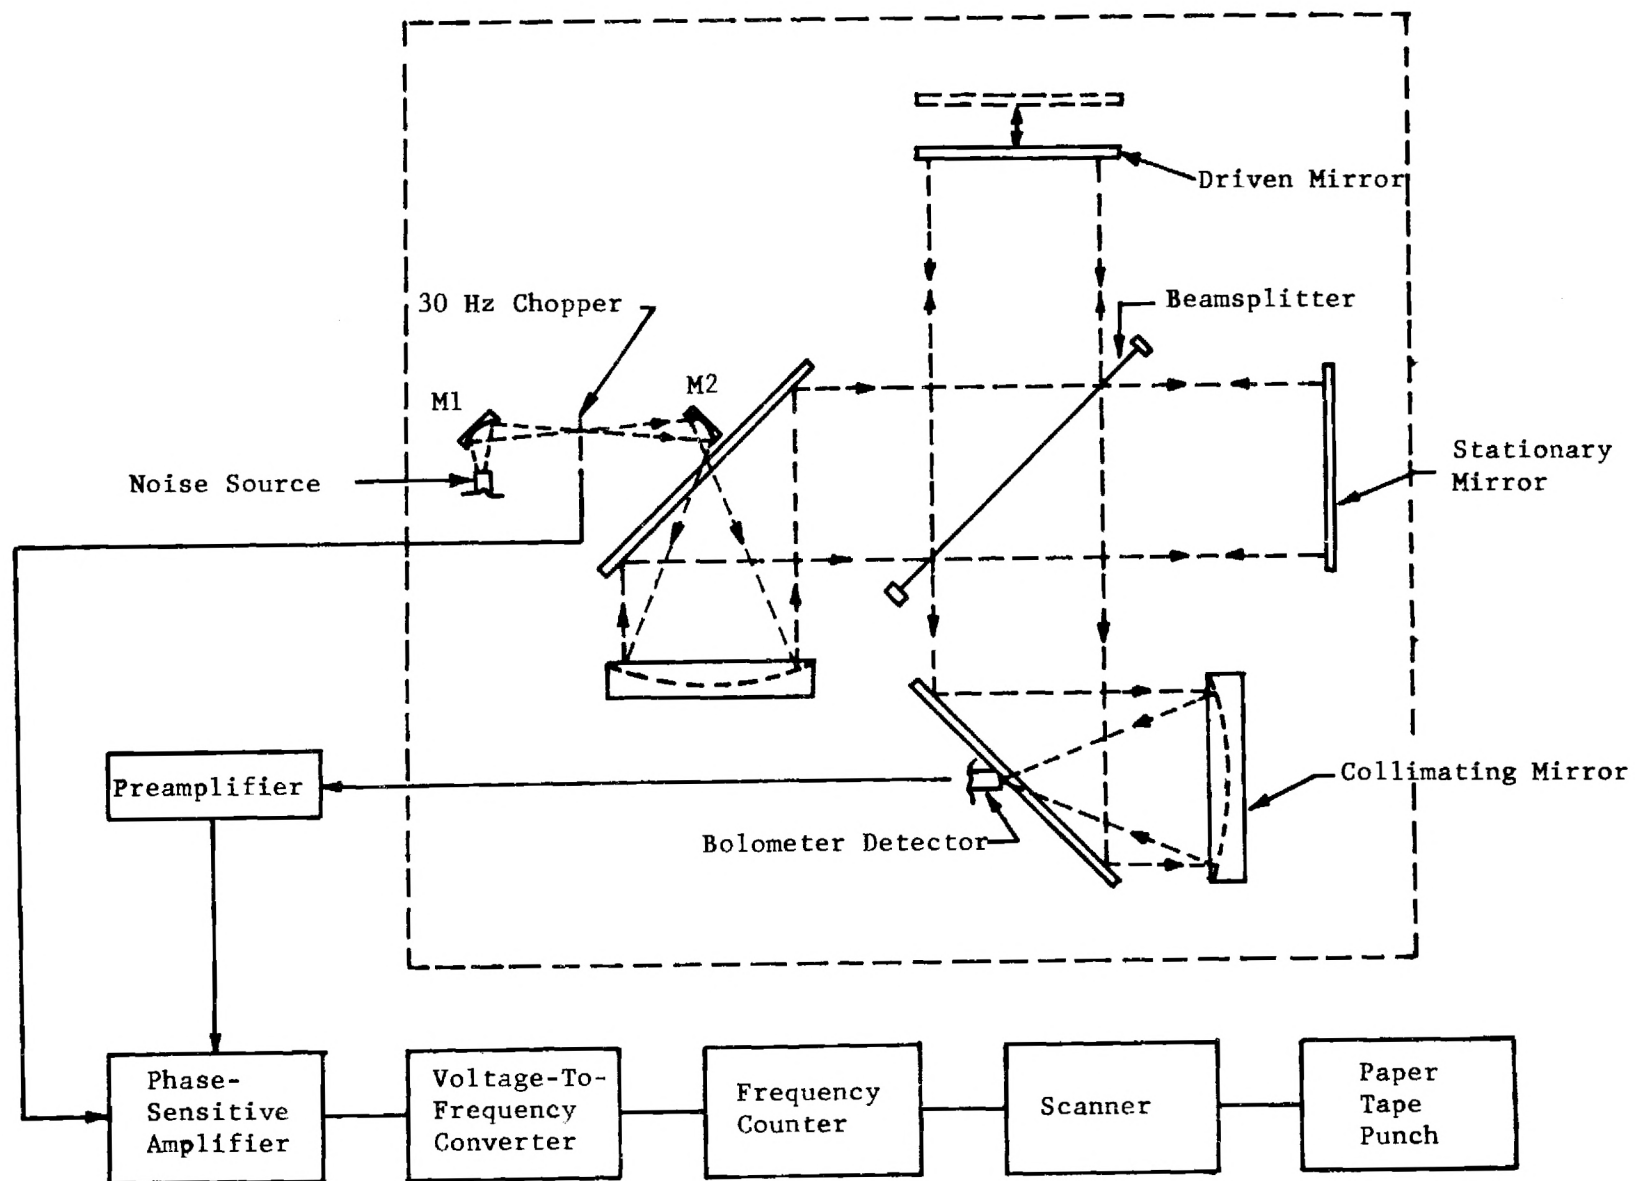 Driven Mirror
Beamsplitter
30 Hz Chopper
M1
M2
Noise Source
Stationary
Mirror
Collimating Mirror
Preamplifier
Bolometer Detector
Phase-
Sensitive
Amplifier
Voltage-To-
Frequency
Converter
Frequency
Counter
Scanner
Paper
Tape
Punch